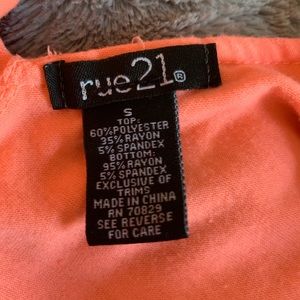 rue21®
S
TOP:
60%POLYESTER
35%RAYON
5%SPANDEX
BOTTOM:
95%RAYON
5%SPANDEX
EXCLUSIVE OF
TRIMS
MADE IN CHINA
RN 70829
SEE REVERSE
FOR CARE